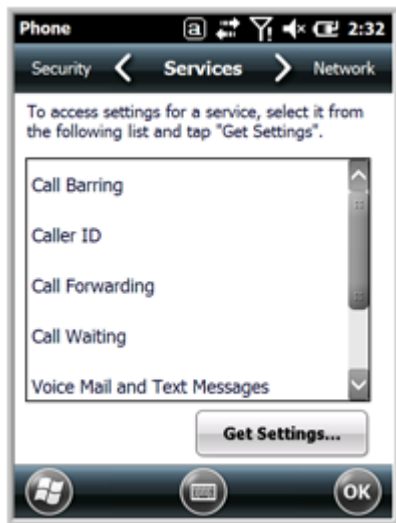 Phone a 2:32
Security Services Network
To access settings for a service, select it from
the following list and tap "Get Settings".
Call Barring
Caller ID
Call Forwarding
Call Waiting
Voice Mail and Text Messages
Get Settings...
OK